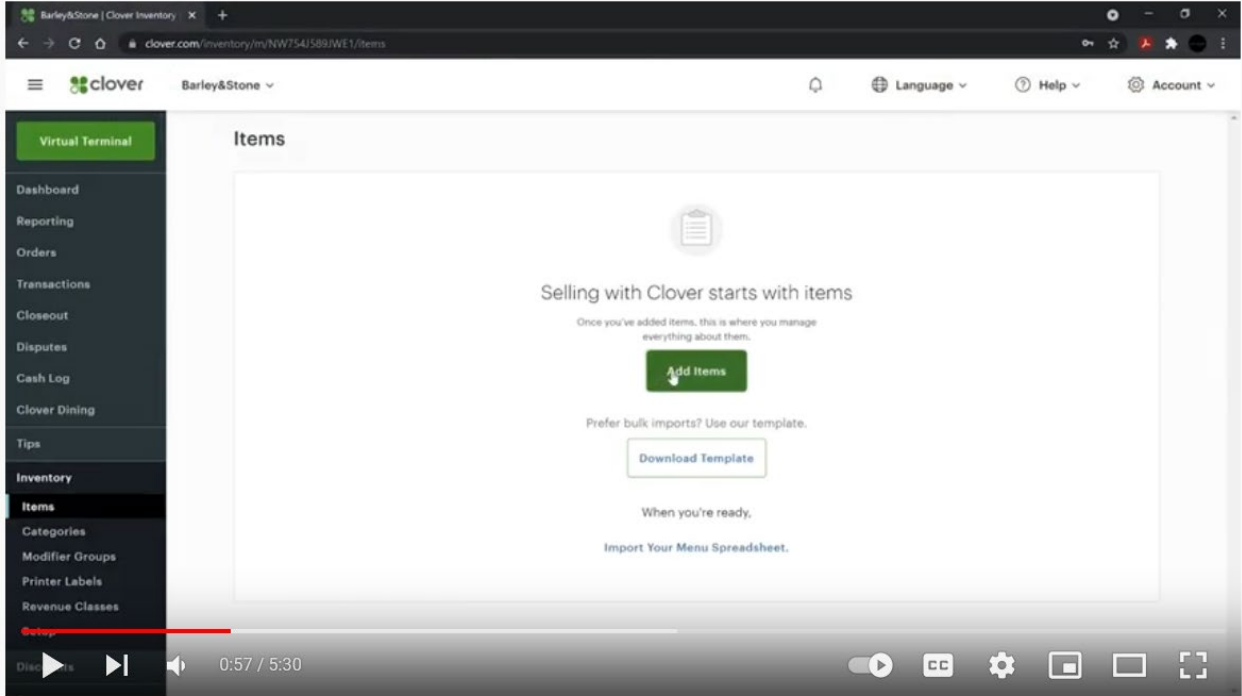 Barley&Stone | Clover Inventory
clover.com/inventory/m/NW754J589JWE1/items
clover
Barley&Stone
Language
Help
Account
Virtual Terminal
Dashboard
Reporting
Orders
Transactions
Closeout
Disputes
Cash Log
Clover Dining
Tips
Inventory
Items
Categories
Modifier Groups
Printer Labels
Revenue Classes
Setup
Discounts
Items
Selling with Clover starts with items
Once you've added items, this is where you manage
everything about them.
Add Items
Prefer bulk imports? Use our template.
Download Template
When you're ready,
Import Your Menu Spreadsheet.
0:57 / 5:30
CC